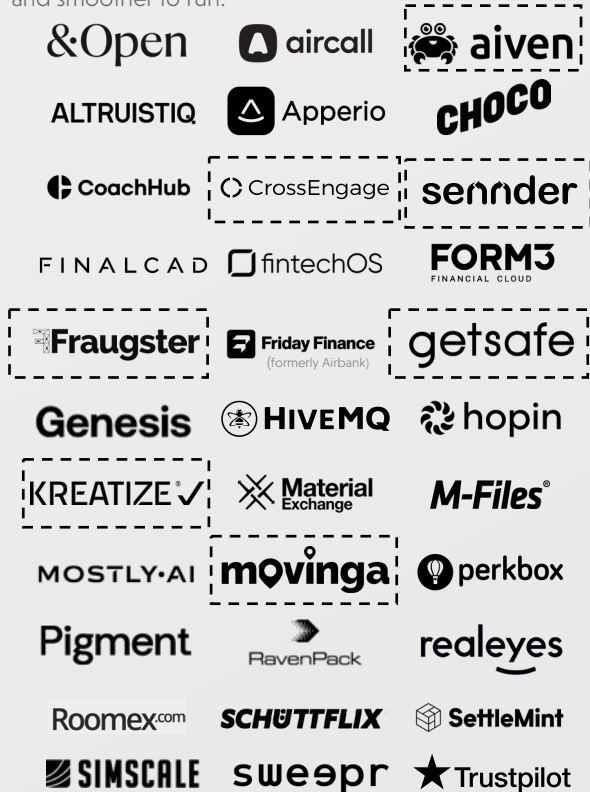 and smoother to run.
&Open aircall aiven
ALTRUISTIQ Apperio CHOCO
CoachHub CrossEngage sennder
FINALCAD fintechOS FORM3
FINANCIAL CLOUD
Fraugster Friday Finance getsafe
(formerly Airbank)
Genesis HIVEMQ hopin
KREATIZE® Material M-Files®
Exchange
MOSTLY•AI movinga perkbox
Pigment RavenPack realeyes
Roomex.com SCHÜTTFLIX SettleMint
SIMSCALE sweepr Trustpilot